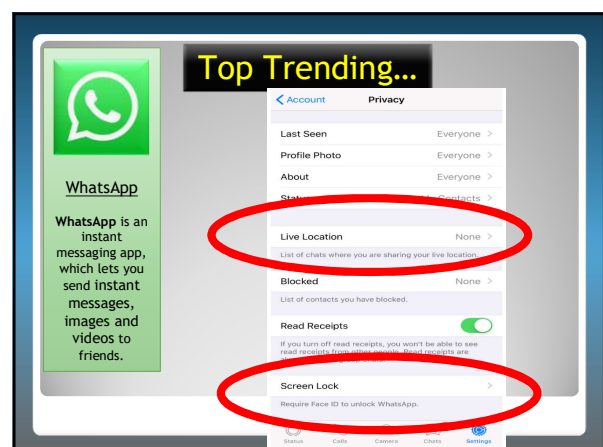 Top Trending…
WhatsApp
WhatsApp is an
instant
messaging app,
which lets you
send instant
messages,
images and
videos to
friends.
Account Privacy
Last Seen Everyone
Profile Photo Everyone
About Everyone
Status Contacts
Live Location None
List of chats where you are sharing your live location.
Blocked None
List of contacts you have blocked.
Read Receipts
If you turn off read receipts, you won't be able to see
read receipts from other people. Read receipts are
Screen Lock
Require Face ID to unlock WhatsApp.
Status Calls Camera Chats Settings